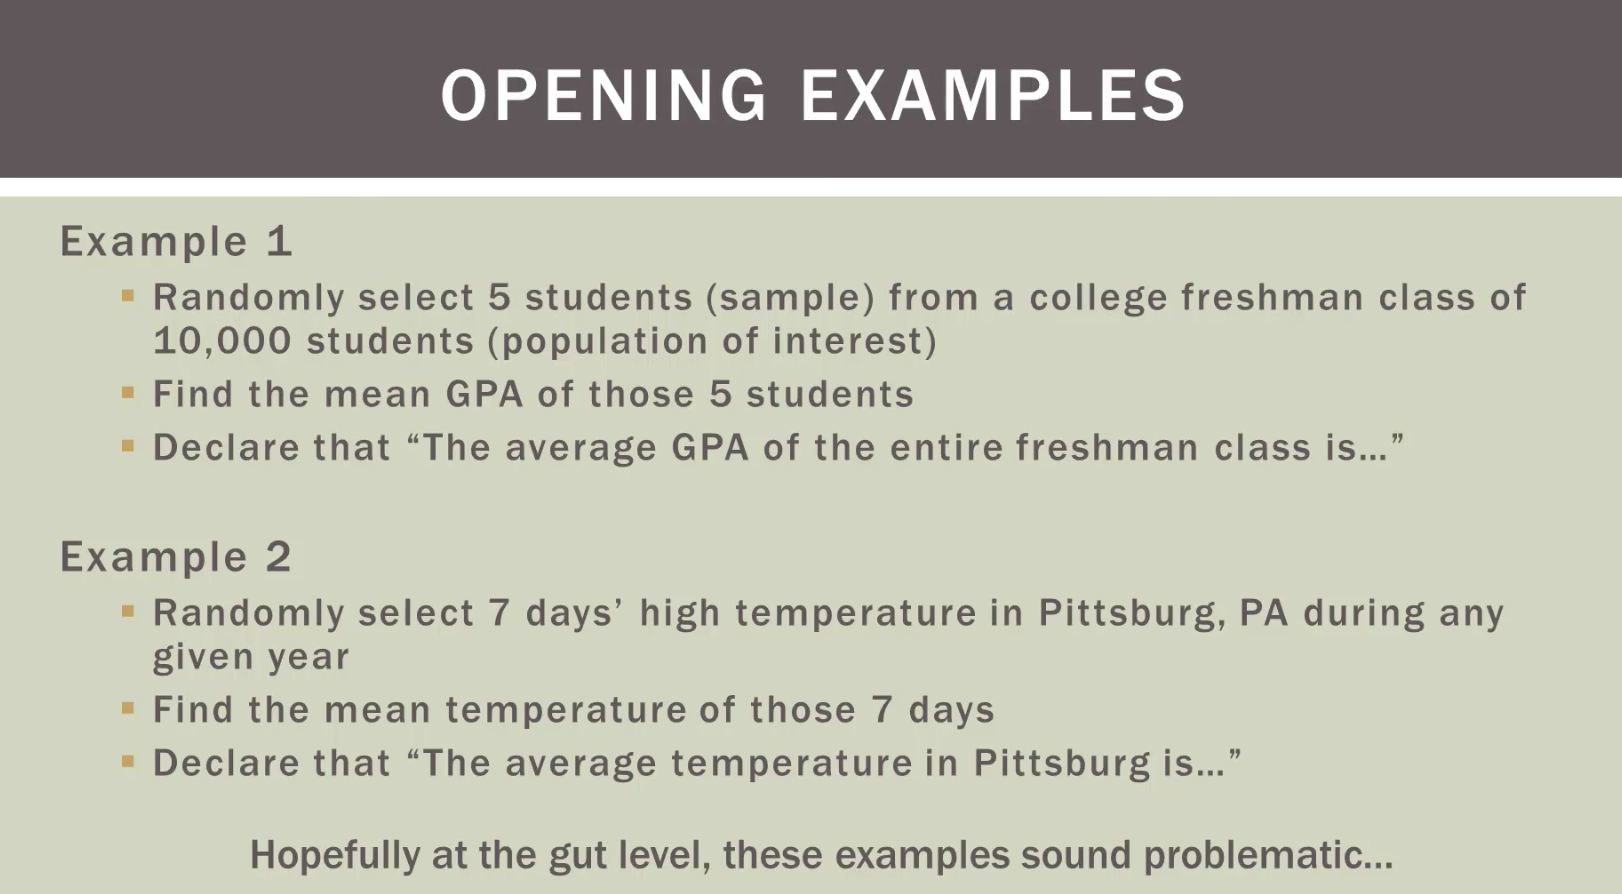 OPENING EXAMPLES
Example 1
▪ Randomly select 5 students (sample) from a college freshman class of
10,000 students (population of interest)
▪ Find the mean GPA of those 5 students
▪ Declare that “The average GPA of the entire freshman class is…”
Example 2
▪ Randomly select 7 days’ high temperature in Pittsburg, PA during any
given year
▪ Find the mean temperature of those 7 days
▪ Declare that “The average temperature in Pittsburg is…”
Hopefully at the gut level, these examples sound problematic…